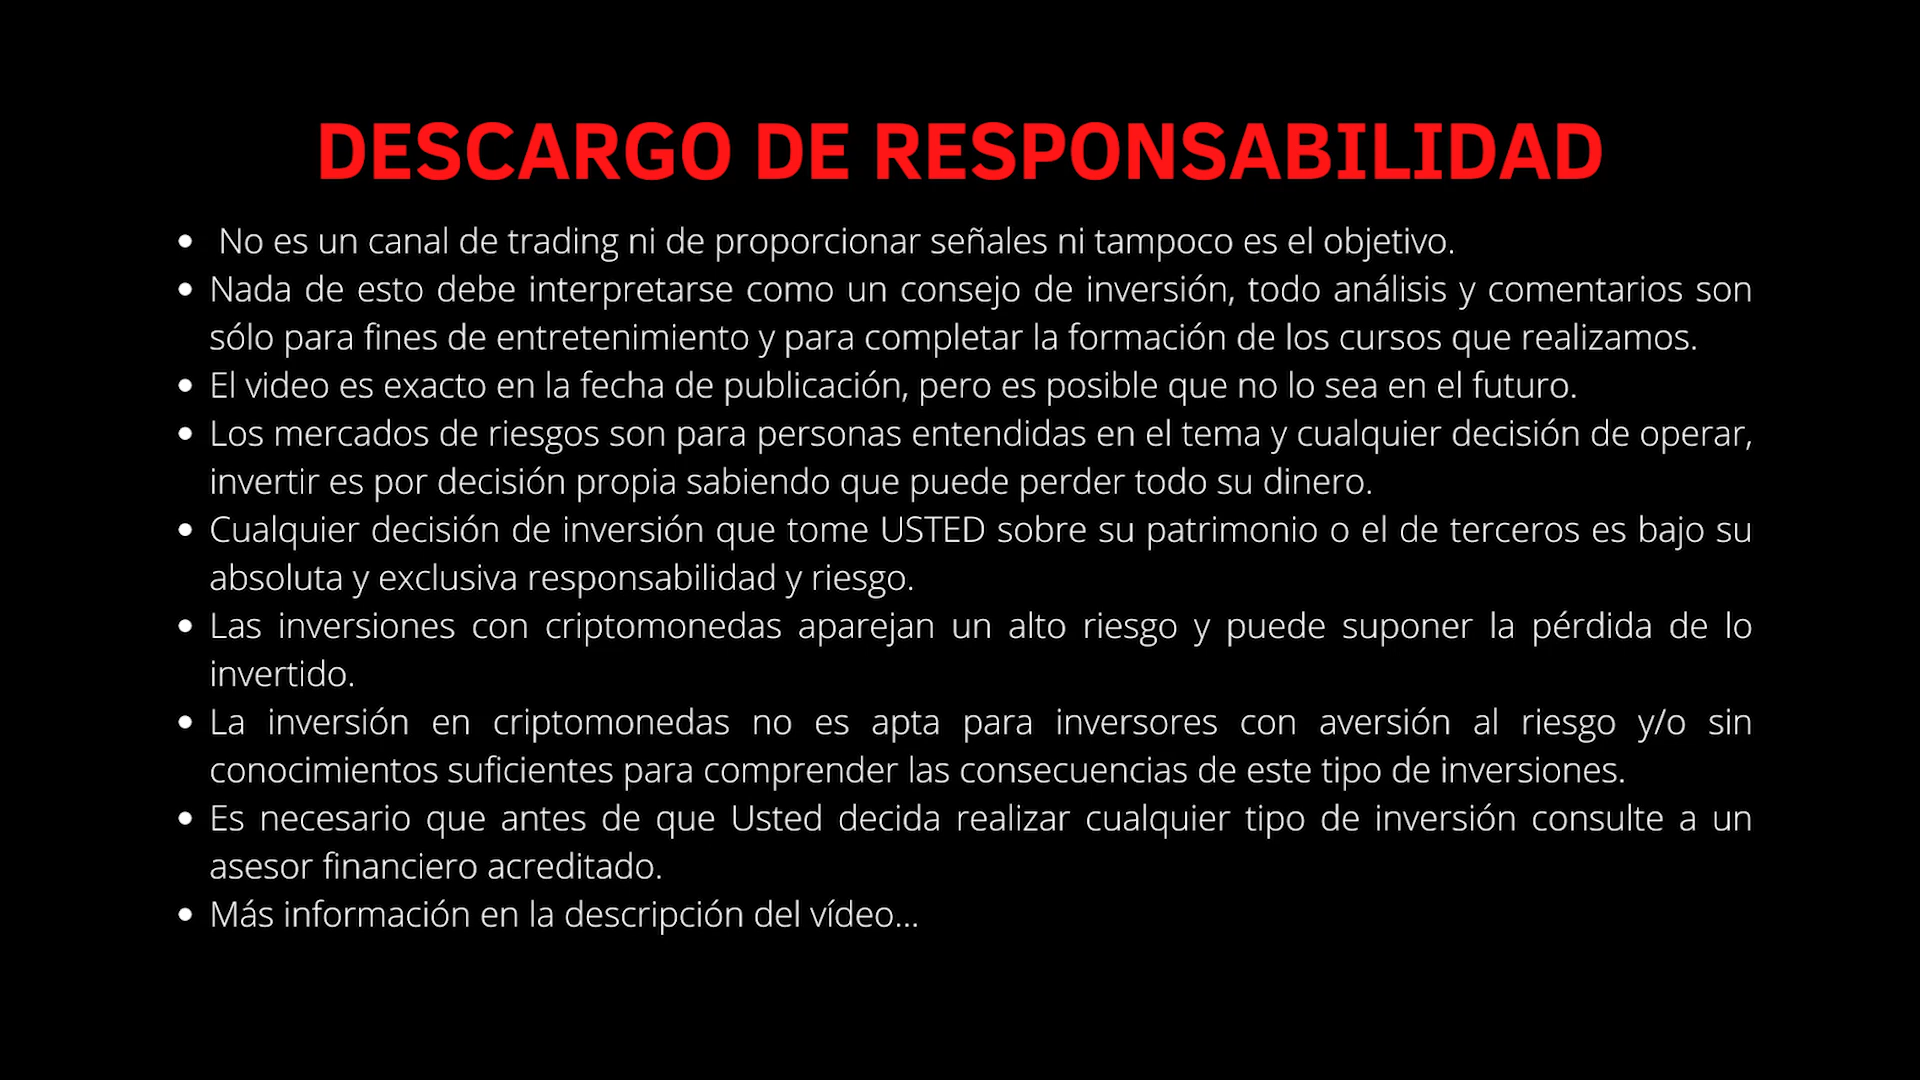 DESCARGO DE RESPONSABILIDAD
• No es un canal de trading ni de proporcionar señales ni tampoco es el objetivo.
• Nada de esto debe interpretarse como un consejo de inversión, todo análisis y comentarios son
sólo para fines de entretenimiento y para completar la formación de los cursos que realizamos.
• El video es exacto en la fecha de publicación, pero es posible que no lo sea en el futuro.
• Los mercados de riesgos son para personas entendidas en el tema y cualquier decisión de operar,
invertir es por decisión propia sabiendo que puede perder todo su dinero.
• Cualquier decisión de inversión que tome USTED sobre su patrimonio o el de terceros es bajo su
absoluta y exclusiva responsabilidad y riesgo.
• Las inversiones con criptomonedas aparejan un alto riesgo y puede suponer la pérdida de lo
invertido.
• La inversión en criptomonedas no es apta para inversores con aversión al riesgo y/o sin
conocimientos suficientes para comprender las consecuencias de este tipo de inversiones.
• Es necesario que antes de que Usted decida realizar cualquier tipo de inversión consulte a un
asesor financiero acreditado.
• Más información en la descripción del vídeo...